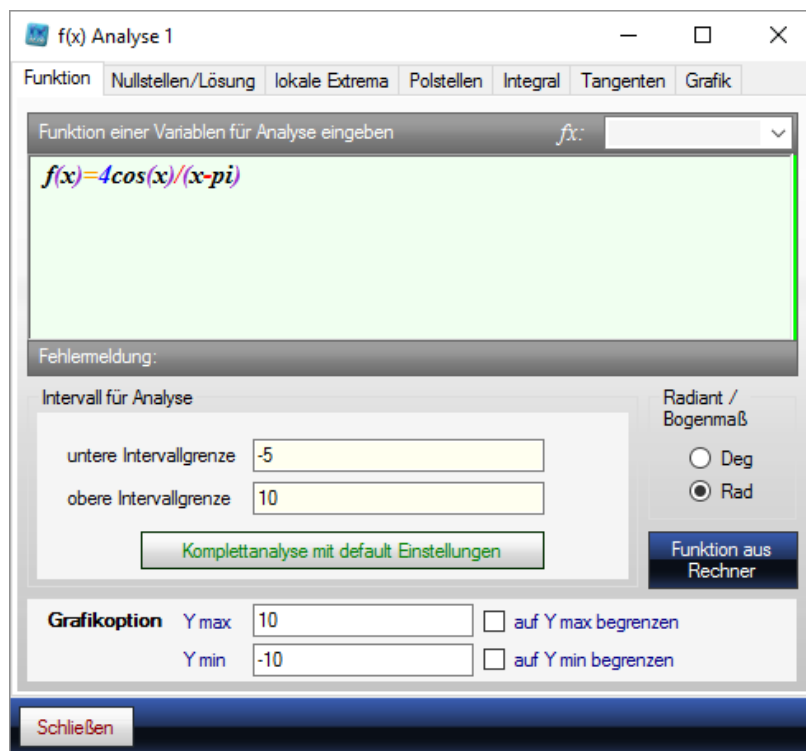 f(x) Analyse 1
Funktion Nullstellen/Lösung lokale Extrema Polstellen Integral Tangenten Grafik
Funktion einer Variablen für Analyse eingeben fx:
f(x)=4cos(x)/(x-pi)
Fehlermeldung:
Intervall für Analyse
untere Intervallgrenze -5
obere Intervallgrenze 10
Komplettanalyse mit default Einstellungen
Radiant /
Bogenmaß
Deg
Rad
Funktion aus
Rechner
Grafikoption Y max 10 auf Y max begrenzen
Y min -10 auf Y min begrenzen
Schließen